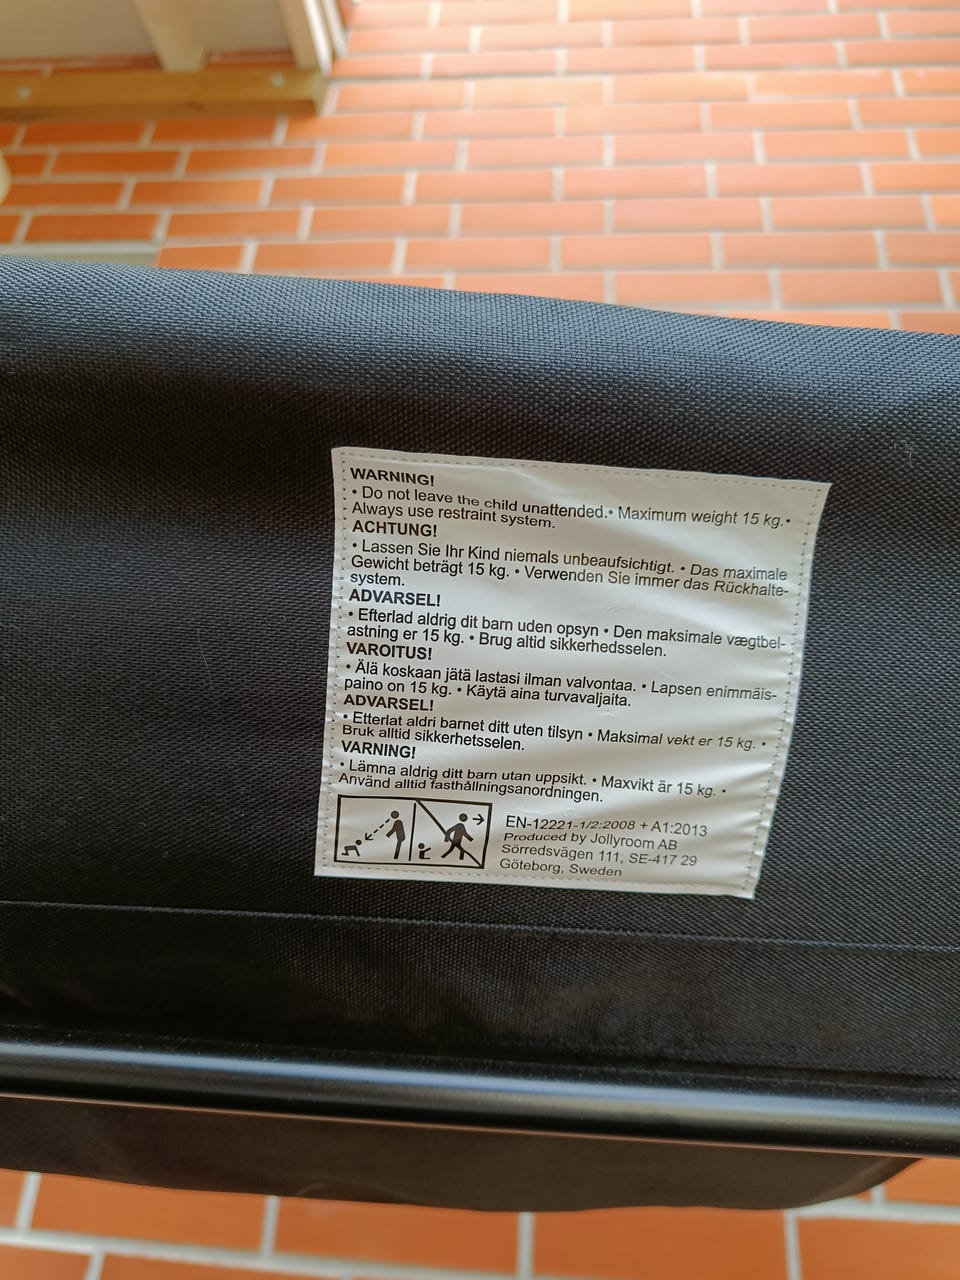 WARNING!
• Do not leave the child unattended.• Maximum weight 15 kg.•
Always use restraint system.
ACHTUNG!
• Lassen Sie Ihr Kind niemals unbeaufsichtigt. • Das maximale
Gewicht beträgt 15 kg. • Verwenden Sie immer das Rückhalte-
system.
ADVARSEL!
• Efterlad aldrig dit barn uden opsyn • Den maksimale vægtbel-
astning er 15 kg. • Brug altid sikkerhedsselen.
VAROITUS!
• Älä koskaan jätä lastasi ilman valvontaa. • Lapsen enimmäis-
paino on 15 kg. • Käytä aina turvavaljaita.
ADVARSEL!
• Etterlat aldri barnet ditt uten tilsyn • Maksimal vekt er 15 kg. •
Bruk alltid sikkerhetsselen.
VARNING!
• Lämna aldrig ditt barn utan uppsikt. • Maxvikt är 15 kg. •
Använd alltid fasthållningsanordningen.
EN-12221-1/2:2008 + A1:2013
Produced by Jollyroom AB
Sörredsvägen 111, SE-417 29
Göteborg, Sweden